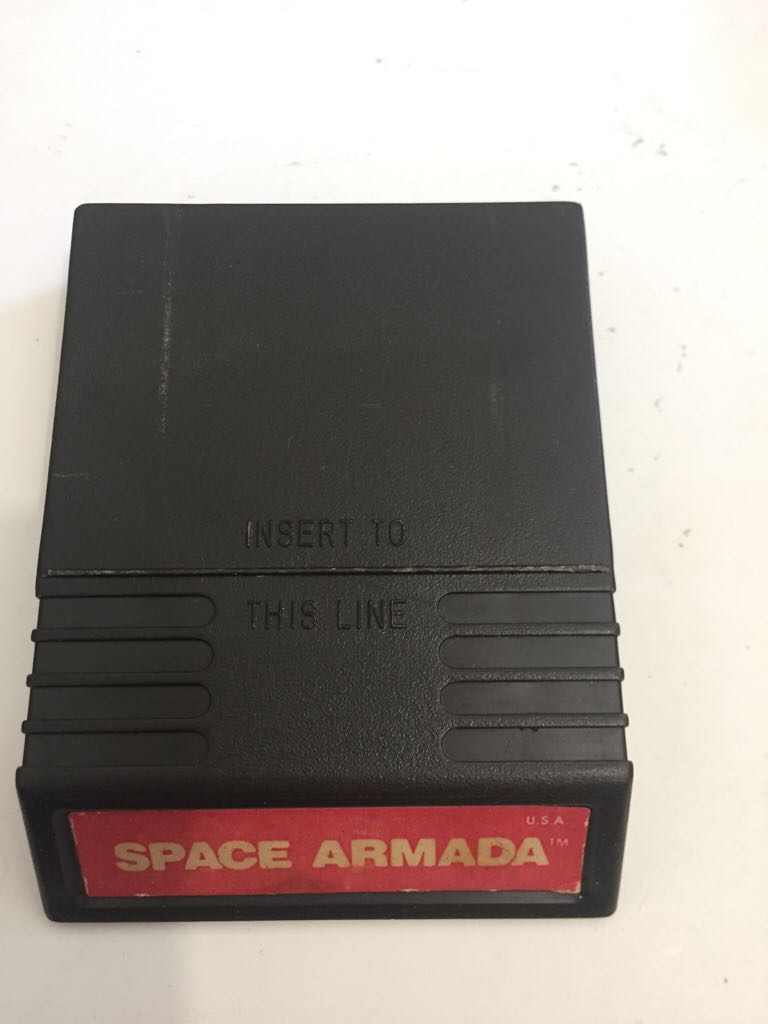 INSERT TO
THIS LINE
U.S.A.
SPACE ARMADA™